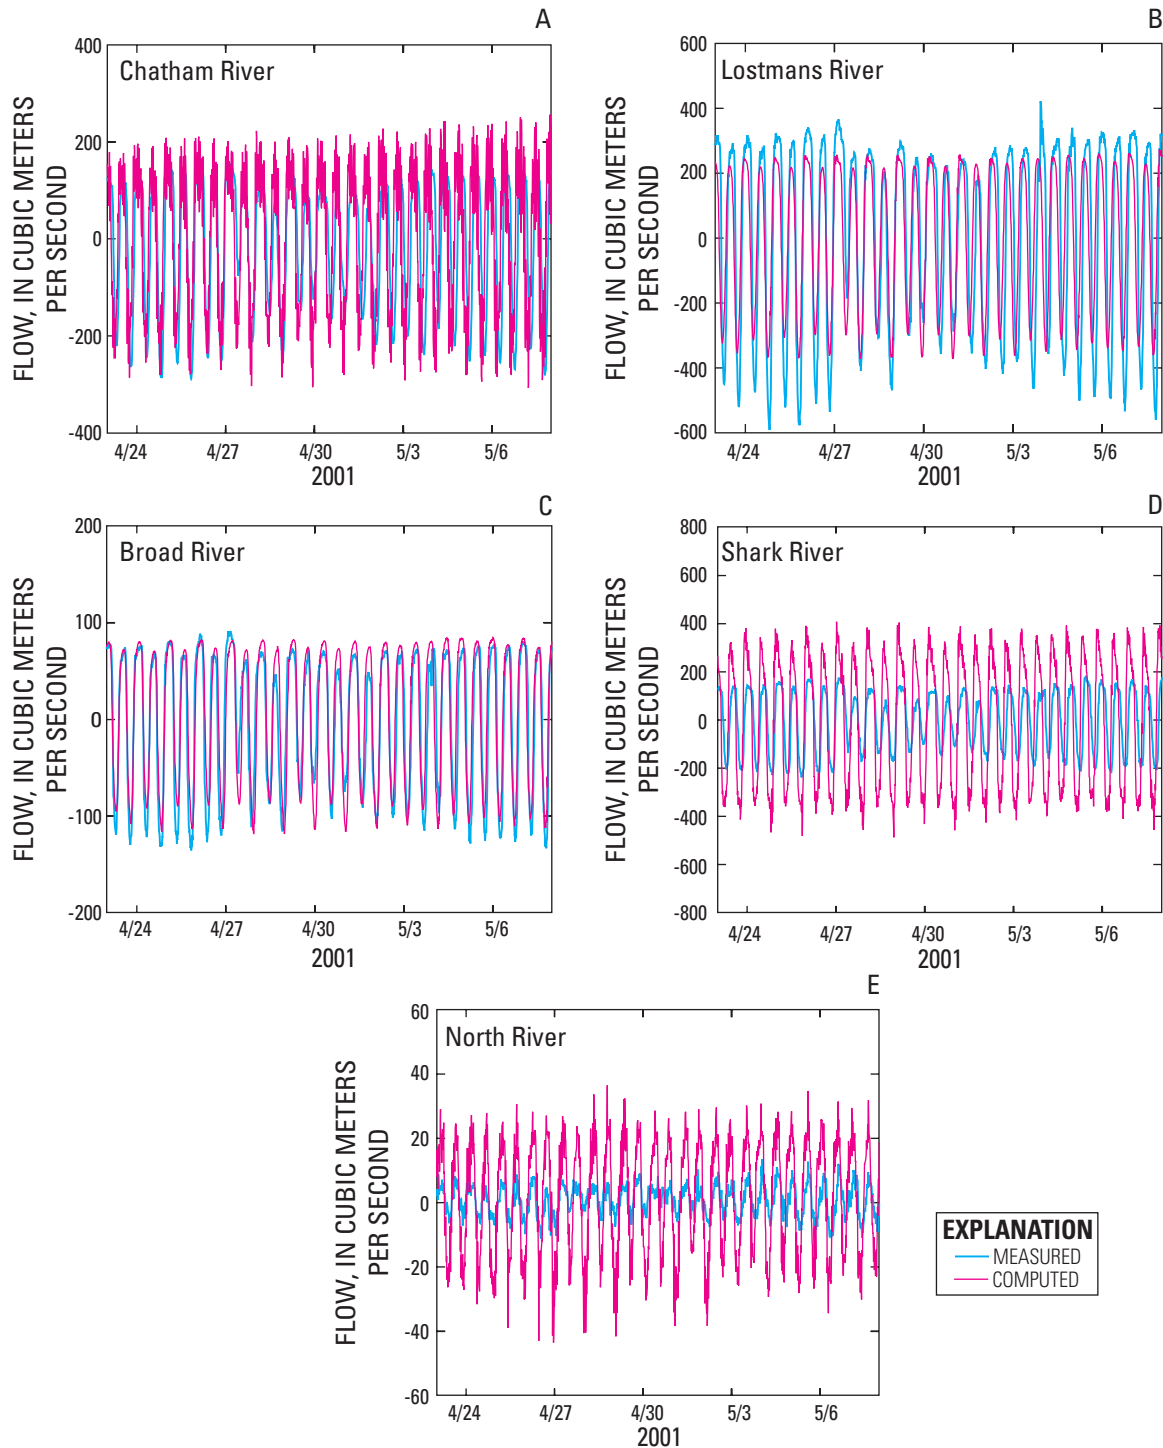 A
Chatham River
FLOW, IN CUBIC METERS
PER SECOND
400
200
0
-200
-400
4/24 4/27 4/30 5/3 5/6
2001
B
Lostmans River
FLOW, IN CUBIC METERS
PER SECOND
600
400
200
0
-200
-400
-600
4/24 4/27 4/30 5/3 5/6
2001
C
Broad River
FLOW, IN CUBIC METERS
PER SECOND
200
100
0
-100
-200
4/24 4/27 4/30 5/3 5/6
2001
D
Shark River
FLOW, IN CUBIC METERS
PER SECOND
800
600
400
200
0
-200
-400
-600
-800
4/24 4/27 4/30 5/3 5/6
2001
E
North River
FLOW, IN CUBIC METERS
PER SECOND
60
40
20
0
-20
-40
-60
4/24 4/27 4/30 5/3 5/6
2001
EXPLANATION
MEASURED
COMPUTED